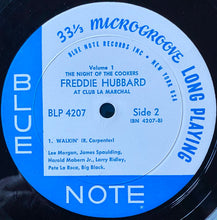 33⅓ MICROGROOVE LONG PLAYING
BLUE NOTE RECORDS INC • NEW YORK USA
Volume 1
THE NIGHT OF THE COOKERS
FREDDIE HUBBARD
AT CLUB LA MARCHAL
BLP 4207
Side 2
(BN 4207-B)
1. WALKIN' (R. Carpenter)
Lee Morgan, James Spaulding,
Harold Mabern Jr., Larry Ridley,
Pete La Roca, Big Black.
BLUE
NOTE